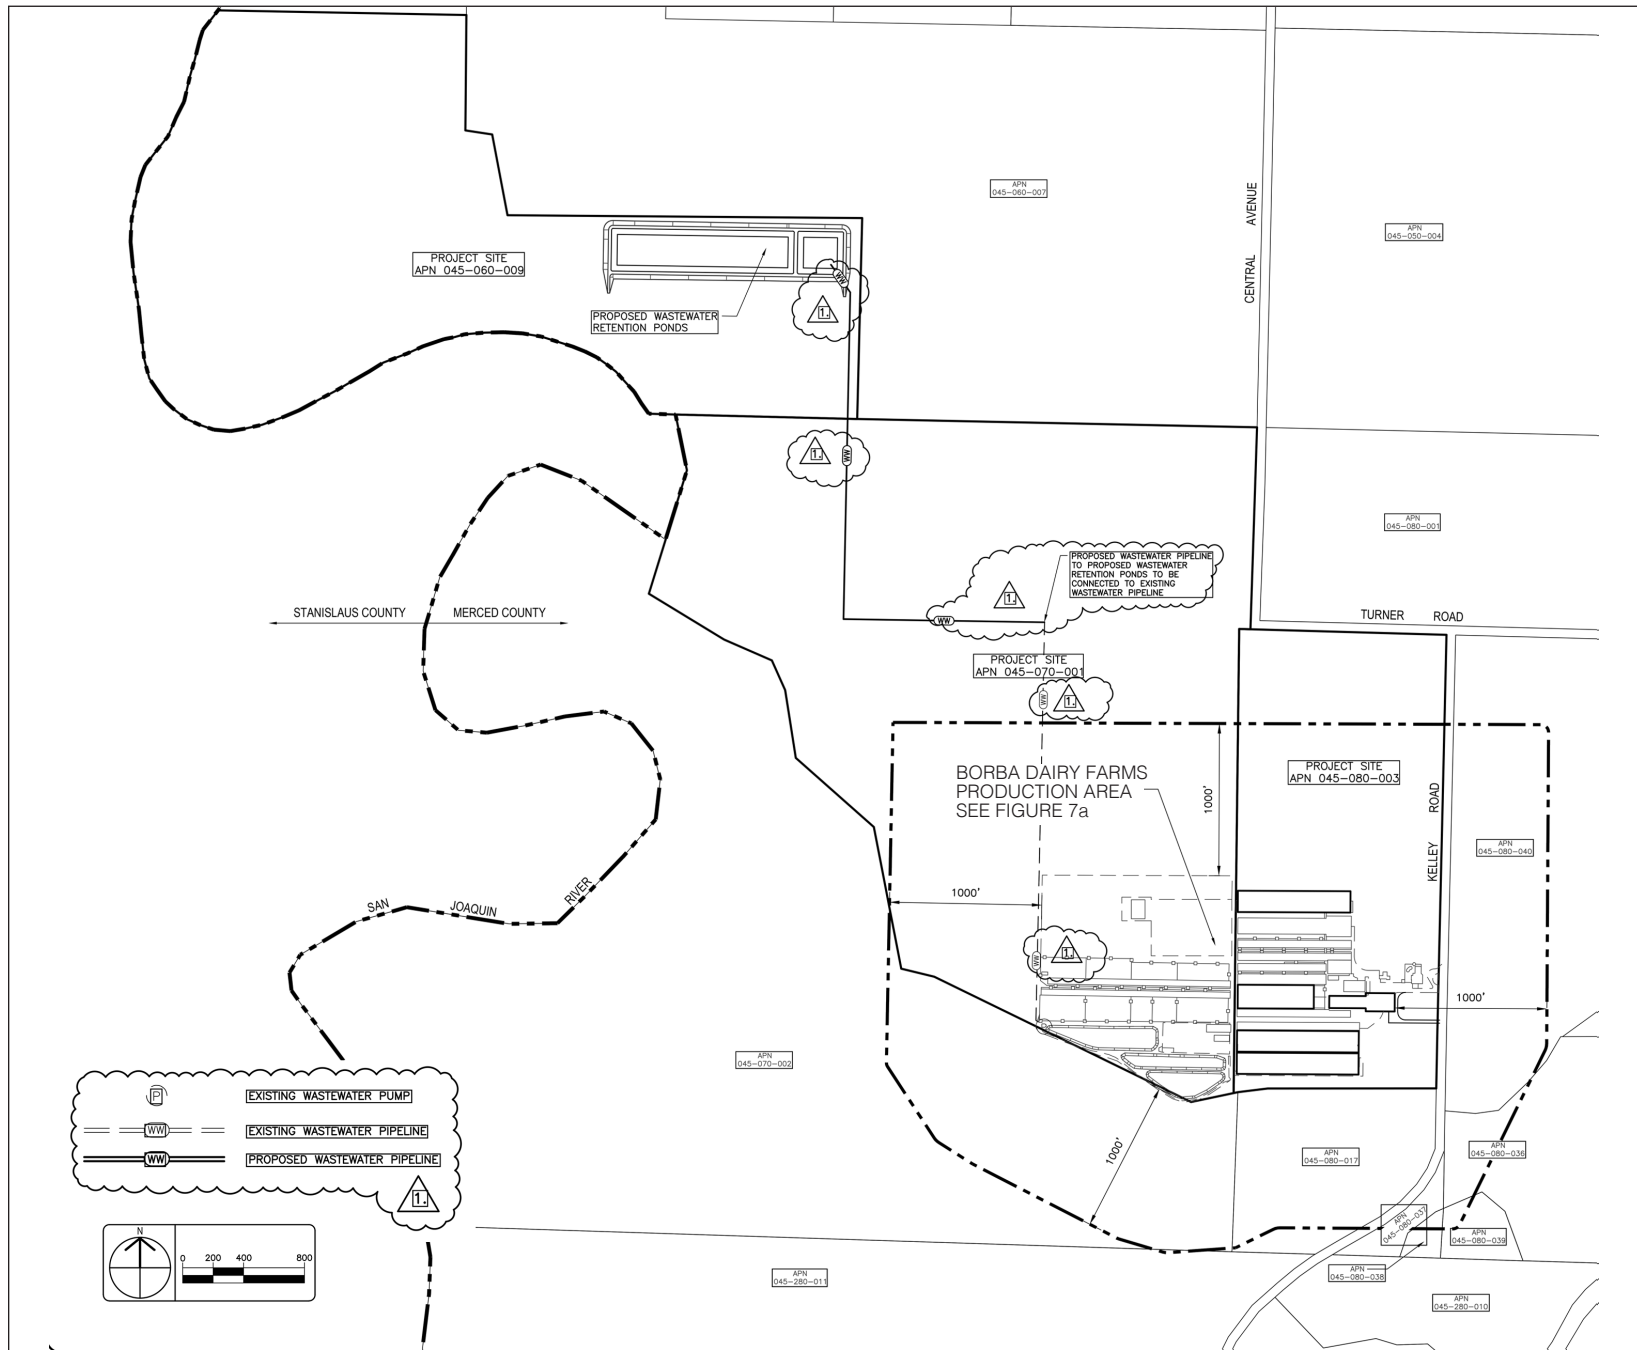 APN
045-060-007
CENTRAL AVENUE
APN
045-050-004
PROJECT SITE
APN 045-060-009
WW
PROPOSED WASTEWATER
RETENTION PONDS
1.
1.
WW
APN
045-080-001
PROPOSED WASTEWATER PIPELINE
TO PROPOSED WASTEWATER
RETENTION PONDS TO BE
CONNECTED TO EXISTING
WASTEWATER PIPELINE
1.
WW
STANISLAUS COUNTY
MERCED COUNTY
TURNER ROAD
PROJECT SITE
APN 045-070-001
WW
1.
BORBA DAIRY FARMS
PRODUCTION AREA
SEE FIGURE 7a
1000'
PROJECT SITE
APN 045-080-003
KELLEY ROAD
APN
045-080-040
1000'
SAN JOAQUIN RIVER
WW
1.
1000'
APN
045-070-002
P
EXISTING WASTEWATER PUMP
WW
EXISTING WASTEWATER PIPELINE
WW
PROPOSED WASTEWATER PIPELINE
1.
1000'
APN
045-080-017
APN
045-080-036
APN
045-080-037
APN
045-080-039
APN
045-080-038
APN
045-280-010
APN
045-280-011
N
0 200 400 800